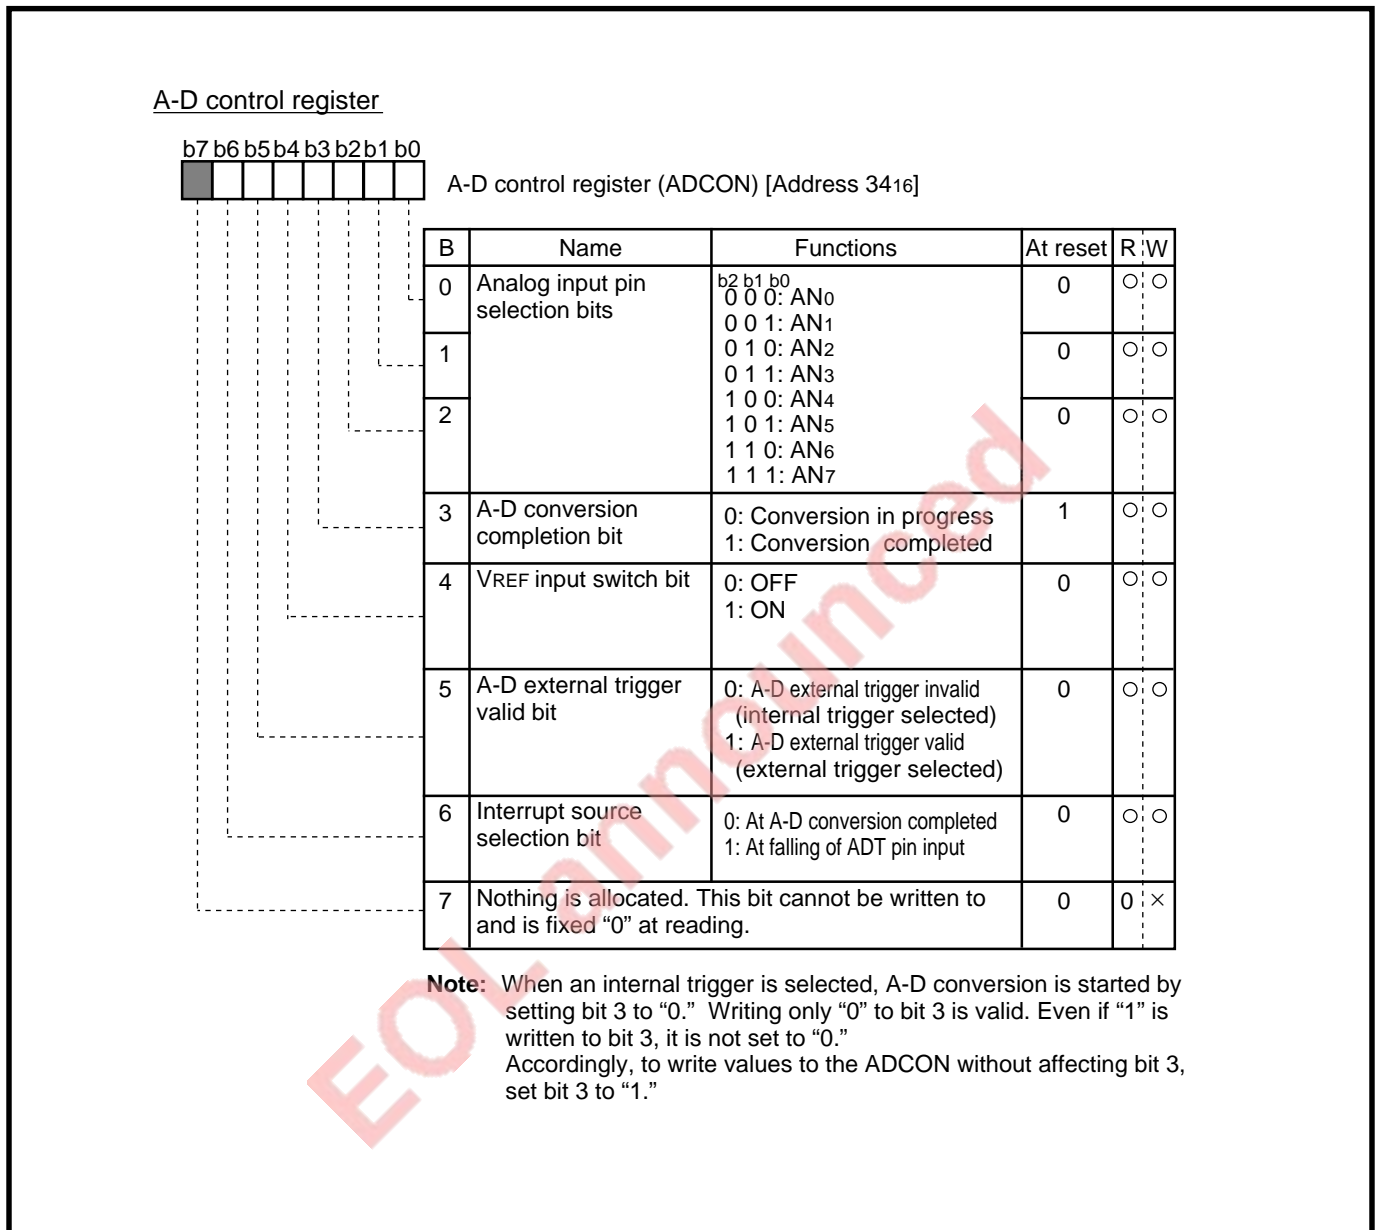 A-D control register
b7 b6 b5 b4 b3 b2 b1 b0
A-D control register (ADCON) [Address 3416]
B Name Functions At reset R W
0 Analog input pin selection bits b2 b1 b0 0 ○ ○
0 0 0: AN0
0 0 1: AN1
1 0 1 0: AN2 0 ○ ○
0 1 1: AN3
1 0 0: AN4
2 1 0 1: AN5 0 ○ ○
1 1 0: AN6
1 1 1: AN7
3 A-D conversion completion bit 0: Conversion in progress 1 ○ ○
1: Conversion completed
4 VREF input switch bit 0: OFF 0 ○ ○
1: ON
5 A-D external trigger valid bit 0: A-D external trigger invalid 0 ○ ○
(internal trigger selected)
1: A-D external trigger valid
(external trigger selected)
6 Interrupt source selection bit 0: At A-D conversion completed 0 ○ ○
1: At falling of ADT pin input
7 Nothing is allocated. This bit cannot be written to 0 0 ×
and is fixed “0” at reading.
Note: When an internal trigger is selected, A-D conversion is started by
setting bit 3 to “0.” Writing only “0” to bit 3 is valid. Even if “1” is
written to bit 3, it is not set to “0.”
Accordingly, to write values to the ADCON without affecting bit 3,
set bit 3 to “1.”
EOL announced